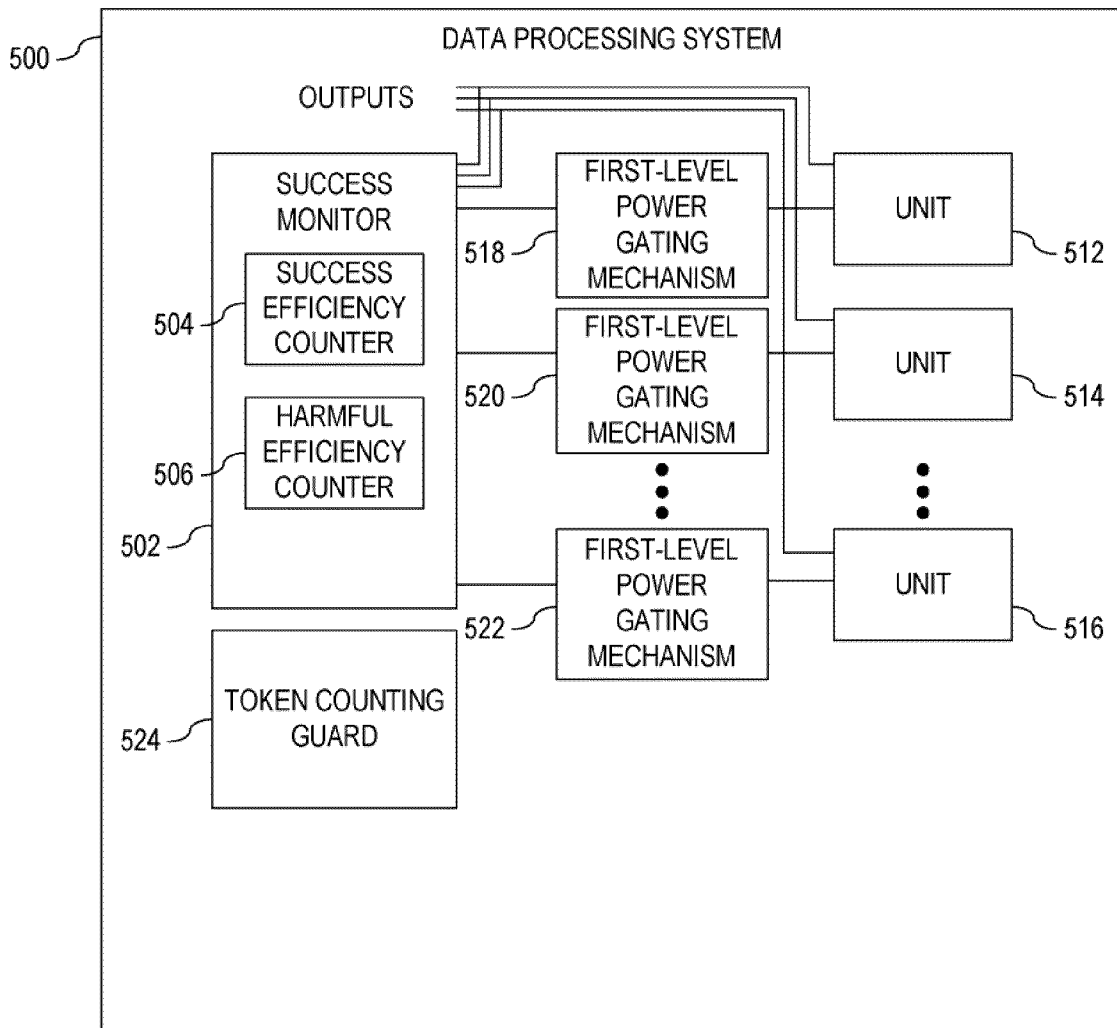 500
DATA PROCESSING SYSTEM
OUTPUTS
SUCCESS
MONITOR
SUCCESS
EFFICIENCY
COUNTER
504
HARMFUL
EFFICIENCY
COUNTER
506
502
FIRST-LEVEL
POWER
GATING
MECHANISM
518
UNIT
512
FIRST-LEVEL
POWER
GATING
MECHANISM
520
UNIT
514
FIRST-LEVEL
POWER
GATING
MECHANISM
522
UNIT
516
TOKEN COUNTING
GUARD
524